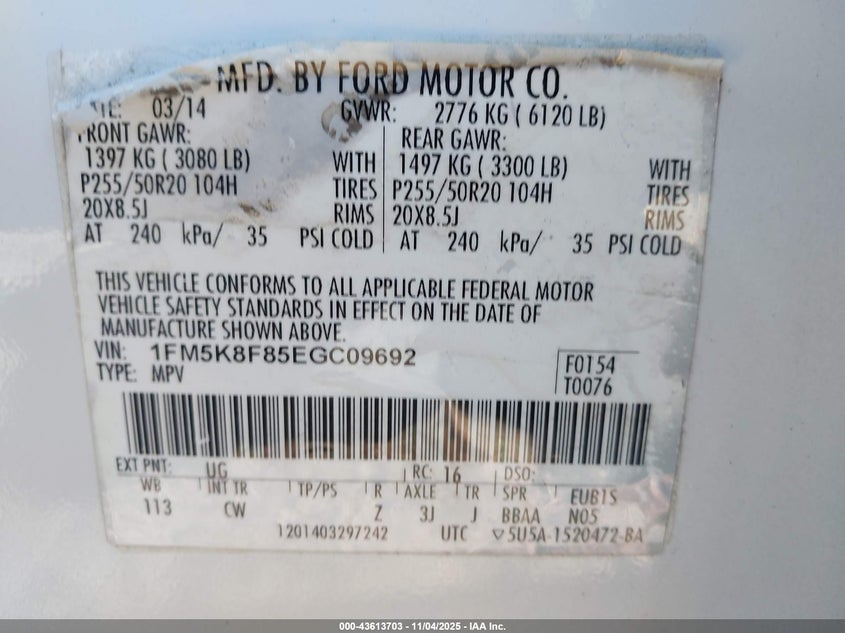 MFD. BY FORD MOTOR CO.
03/14 GVWR: 2776 KG ( 6120 LB)
FRONT GAWR: REAR GAWR:
1397 KG ( 3080 LB) WITH 1497 KG ( 3300 LB) WITH
P255/50R20 104H TIRES P255/50R20 104H TIRES
20X8.5J RIMS 20X8.5J RIMS
AT 240 kPa/ 35 PSI COLD AT 240 kPa/ 35 PSI COLD
THIS VEHICLE CONFORMS TO ALL APPLICABLE FEDERAL MOTOR
VEHICLE SAFETY STANDARDS IN EFFECT ON THE DATE OF
MANUFACTURE SHOWN ABOVE.
VIN: 1FM5K8F85EGC09692 F0154
TYPE: MPV T0076
EXT PNT: UG RC: 16 DSO:
WB INT TR TP/PS R AXLE TR SPR EUB1S
113 CW Z 3J J BBAA N05
1201403297242 UTC ▽5U5A-1520472-BA
000-43613703 - 11/04/2025 - IAA Inc.